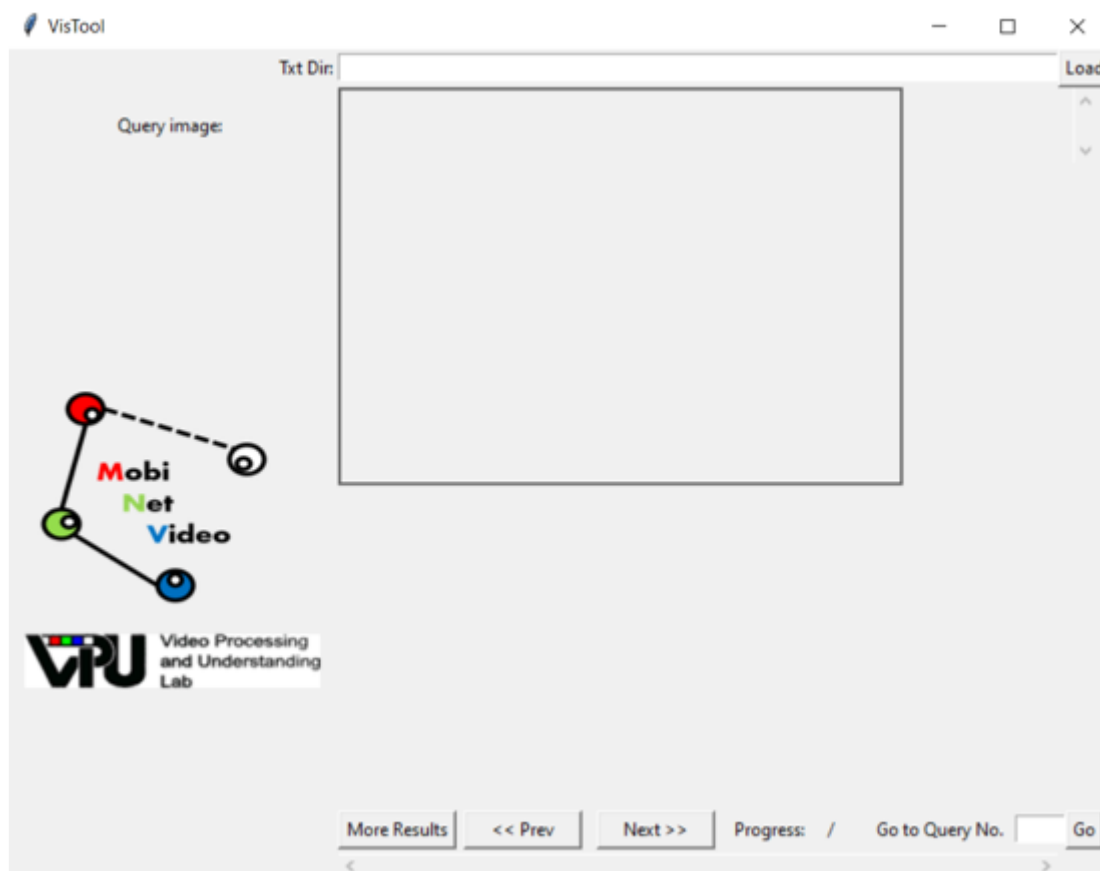 VisTool
Txt Dir:
Load
Query image:
Mobi
Net
Video
VPU
Video Processing
and Understanding
Lab
More Results
<< Prev
Next >>
Progress: /
Go to Query No.
Go